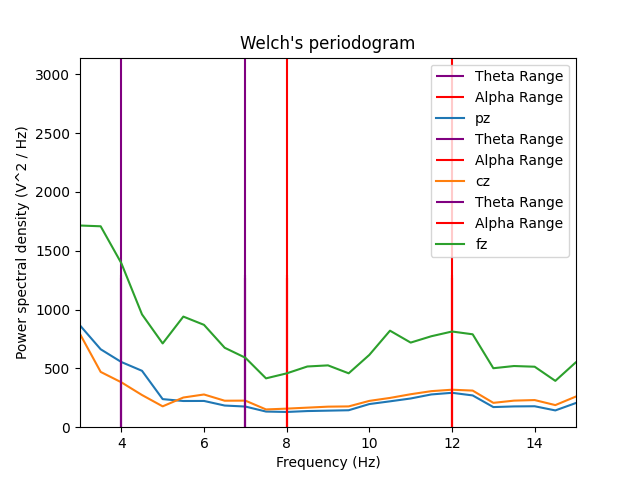 Welch's periodogram
Power spectral density (V^2 / Hz)
3000
2500
2000
1500
1000
500
0
Theta Range
Alpha Range
pz
Theta Range
Alpha Range
cz
Theta Range
Alpha Range
fz
4 6 8 10 12 14
Frequency (Hz)